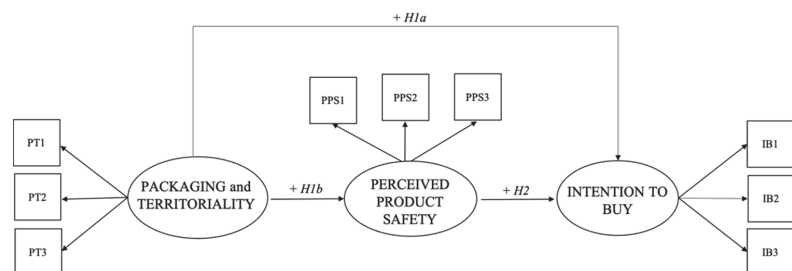 + H1a
PPS1
PPS2
PPS3
PT1
PT2
PT3
PACKAGING and
TERRITORIALITY
+ H1b
PERCEIVED
PRODUCT
SAFETY
+ H2
INTENTION TO
BUY
IB1
IB2
IB3